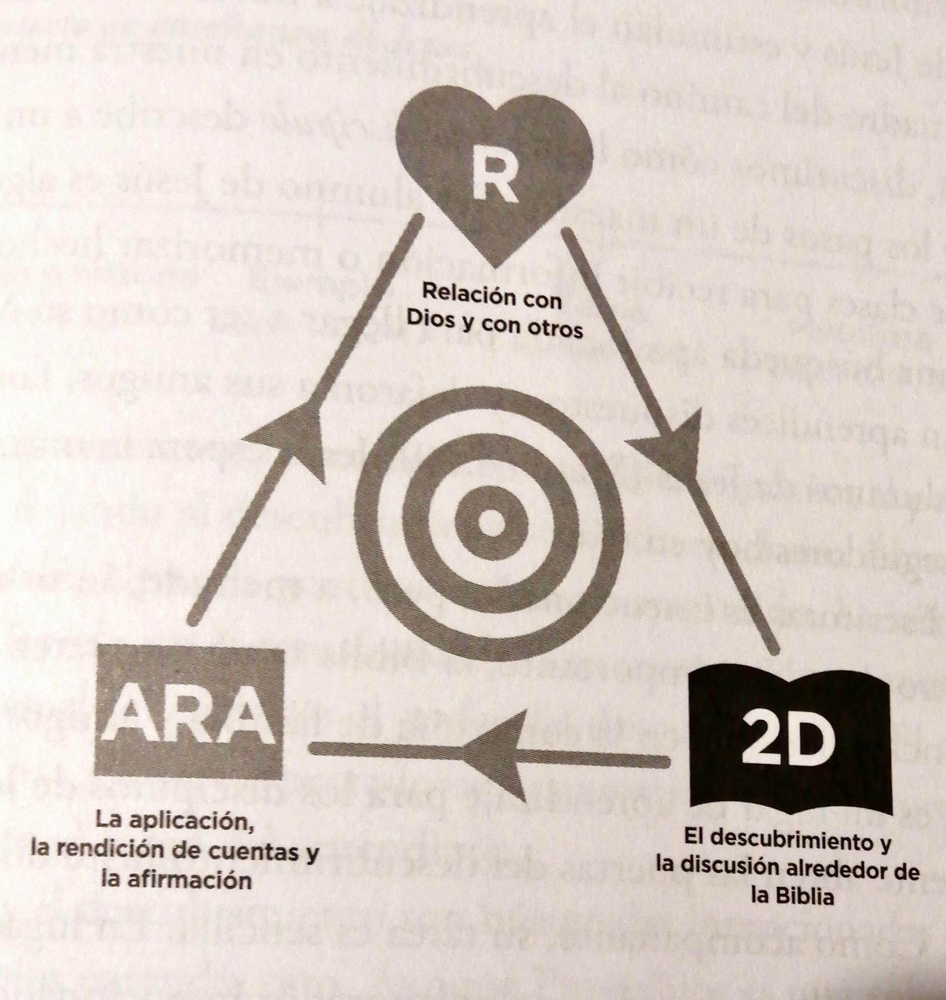 R
Relación con
Dios y con otros
ARA
La aplicación,
la rendición de cuentas y
la afirmación
2D
El descubrimiento y
la discusión alrededor de
la Biblia